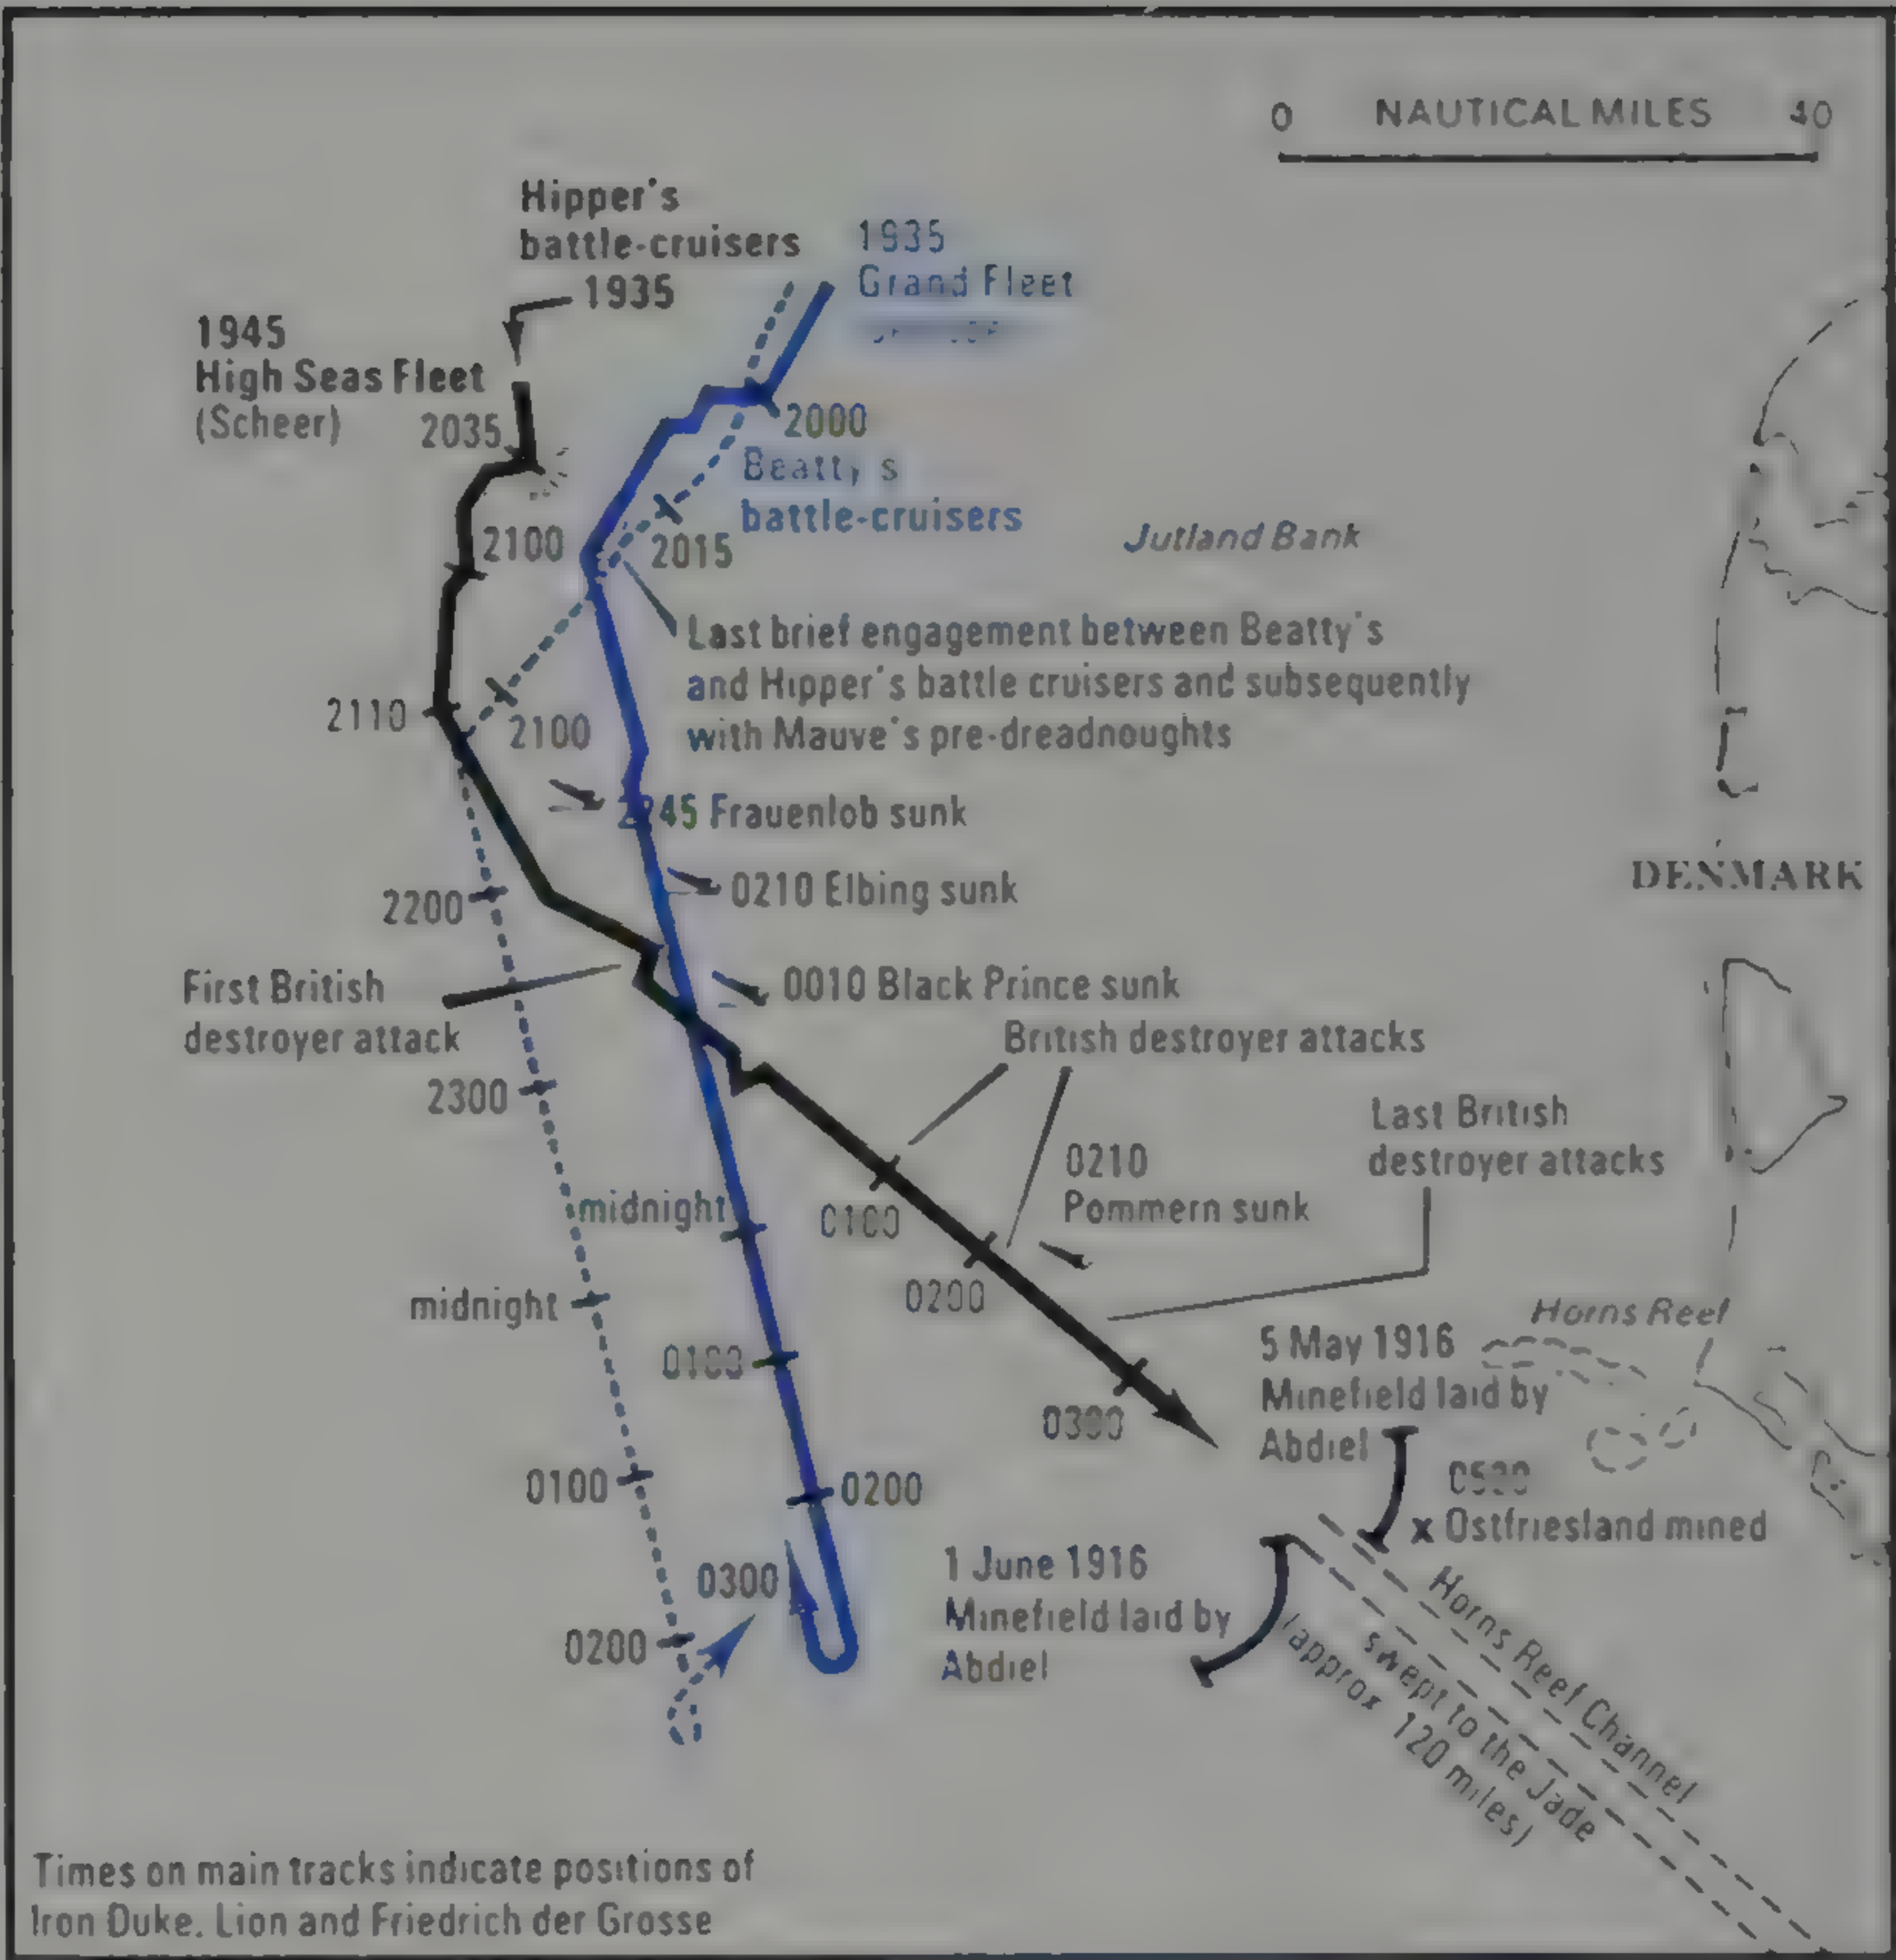 0 NAUTICAL MILES 40
Hipper's
battle-cruisers
1935
1935
Grand Fleet
1945
High Seas Fleet
(Scheer)
2035
2000
Beatty's
battle-cruisers
2100
2015
Jutland Bank
Last brief engagement between Beatty's
and Hipper's battle cruisers and subsequently
with Mauve's pre-dreadnoughts
2110
2100
Frauenlob sunk
DENMARK
0210 Elbing sunk
2200
First British
destroyer attack
0010 Black Prince sunk
British destroyer attacks
2300
Last British
destroyer attacks
0210
Pommern sunk
midnight
0100
0200
midnight
Horns Reef
5 May 1916
Minefield laid by
Abdiel
0100
0300
0100
0200
Ostfriesland mined
x
1 June 1916
Minefield laid by
Abdiel
0300
0200
Horns Reef Channel
swept to the Jade
(approx 120 miles)
Times on main tracks indicate positions of
Iron Duke. Lion and Friedrich der Grosse